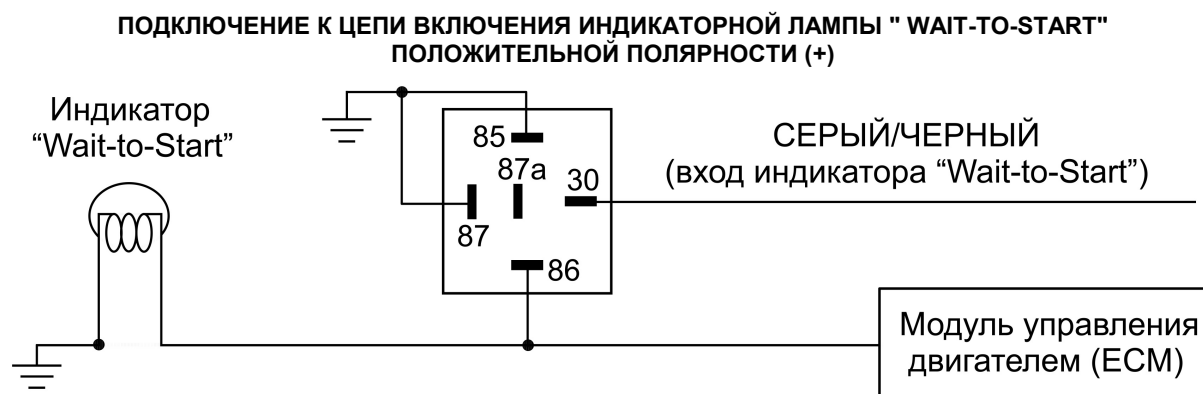 ПОДКЛЮЧЕНИЕ К ЦЕПИ ВКЛЮЧЕНИЯ ИНДИКАТОРНОЙ ЛАМПЫ " WAIT-TO-START"
ПОЛОЖИТЕЛЬНОЙ ПОЛЯРНОСТИ (+)
Индикатор
“Wait-to-Start”
85
87a
30
87
86
СЕРЫЙ/ЧЕРНЫЙ
(вход индикатора “Wait-to-Start”)
Модуль управления
двигателем (ECM)